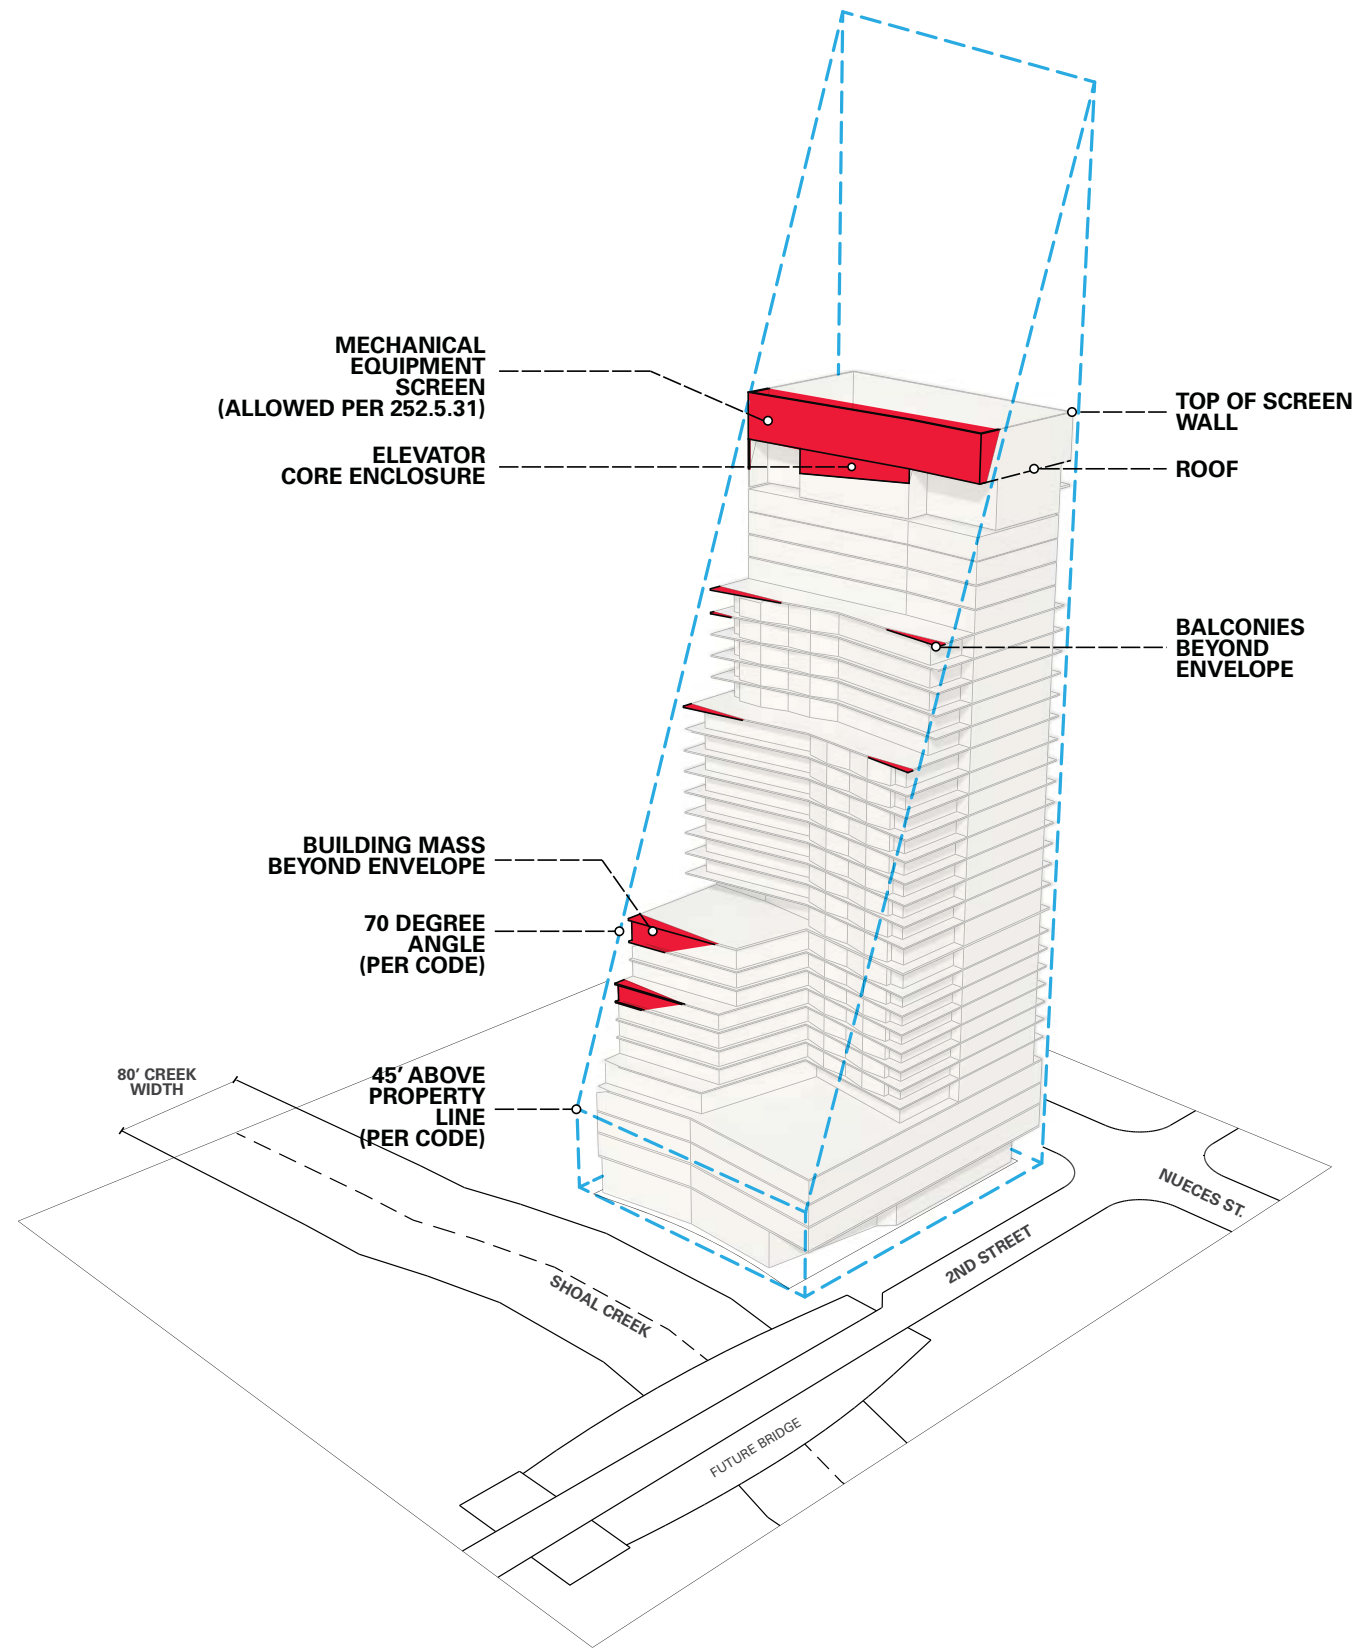 MECHANICAL
EQUIPMENT
SCREEN
(ALLOWED PER 252.5.31)
ELEVATOR
CORE ENCLOSURE
TOP OF SCREEN
WALL
ROOF
BALCONIES
BEYOND
ENVELOPE
BUILDING MASS
BEYOND ENVELOPE
70 DEGREE
ANGLE
(PER CODE)
45’ ABOVE
PROPERTY
LINE
(PER CODE)
80’ CREEK
WIDTH
NUECES ST.
2ND STREET
SHOAL CREEK
FUTURE BRIDGE